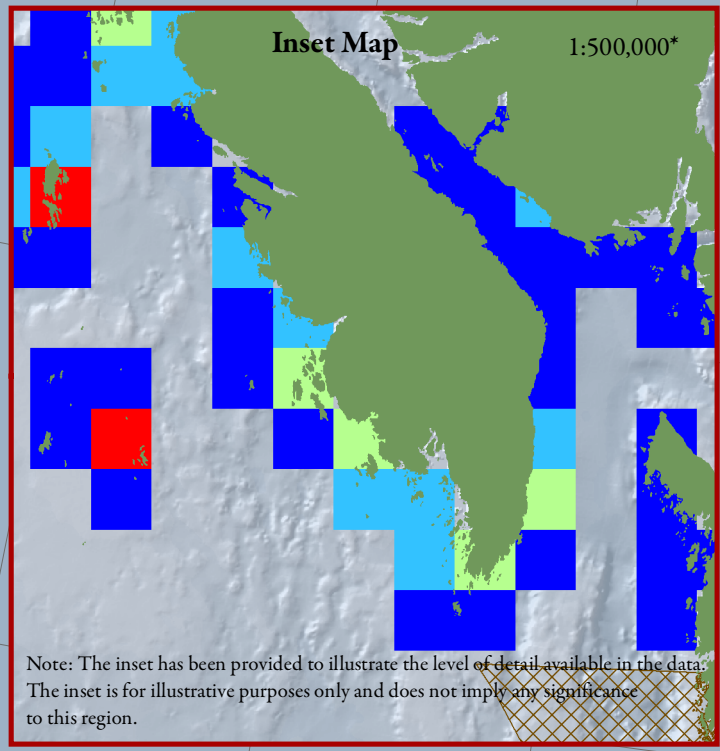 Inset Map
1:500,000*
Note: The inset has been provided to illustrate the level of detail available in the data.
The inset is for illustrative purposes only and does not imply any significance
to this region.